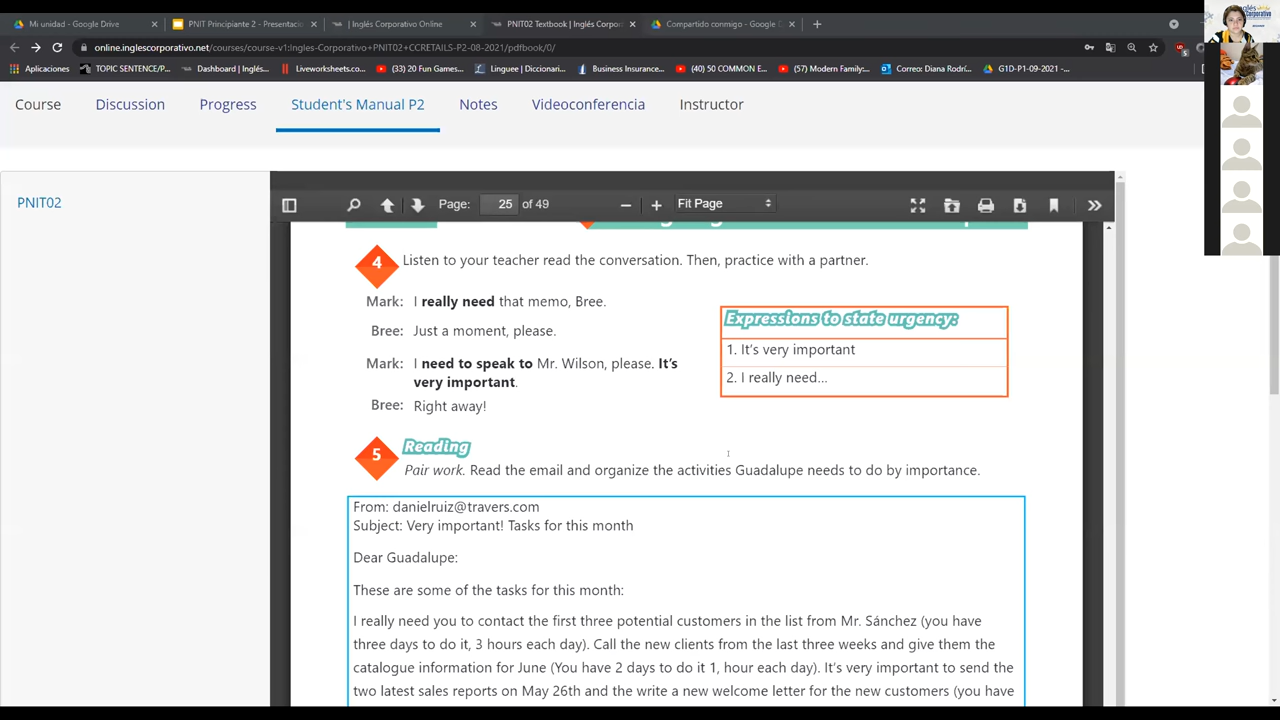 Mi unidad - Google Drive
PNIT Principiante 2 - Presentacio
| Inglés Corporativo Online
PNIT02 Textbook | Inglés Corpor
Compartido conmigo - Google D
online.inglescorporativo.net/courses/course-v1:Ingles-Corporativo+PNIT02+CCRETAILS-P2-08-2021/pdfbook/0/
Aplicaciones
TOPIC SENTENCE/P...
Dashboard | Inglé...
Liveworksheets.co...
(33) 20 Fun Games...
Linguee | Diccionari...
Business Insurance...
(40) 50 COMMON E...
(57) Modern Family:...
Correo: Diana Rodrí...
G1D-P1-09-2021 -...
Course
Discussion
Progress
Student's Manual P2
Notes
Videoconferencia
Instructor
PNIT02
Page: 25 of 49
Fit Page
4 Listen to your teacher read the conversation. Then, practice with a partner.
Mark: I really need that memo, Bree.
Bree: Just a moment, please.
Mark: I need to speak to Mr. Wilson, please. It's
very important.
Bree: Right away!
Expressions to state urgency:
1. It's very important
2. I really need...
5 Reading
Pair work. Read the email and organize the activities Guadalupe needs to do by importance.
From: danielruiz@travers.com
Subject: Very important! Tasks for this month
Dear Guadalupe:
These are some of the tasks for this month:
I really need you to contact the first three potential customers in the list from Mr. Sánchez (you have
three days to do it, 3 hours each day). Call the new clients from the last three weeks and give them the
catalogue information for June (You have 2 days to do it 1, hour each day). It's very important to send the
two latest sales reports on May 26th and the write a new welcome letter for the new customers (you have